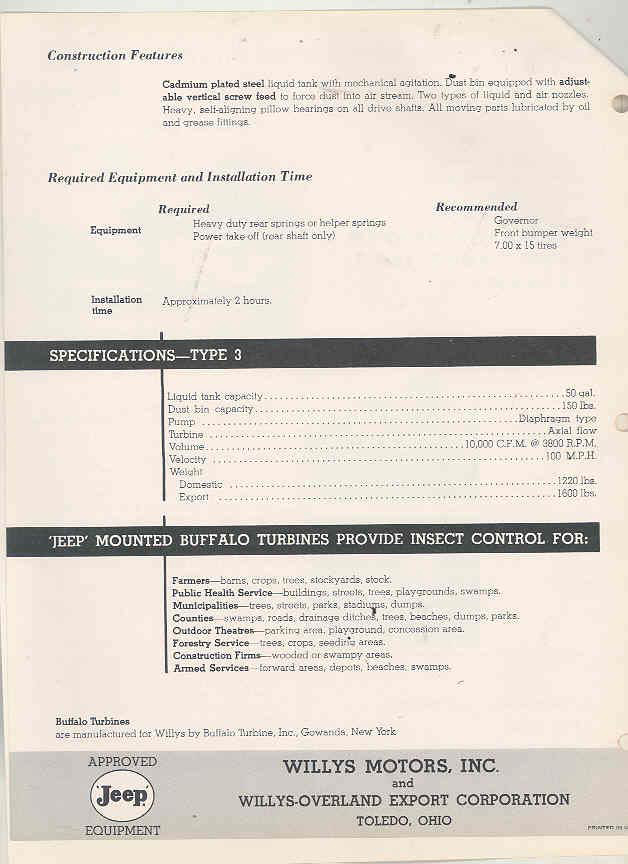 Construction Features
Cadmium plated steel liquid tank with mechanical agitation. Dust bin equipped with adjust-
able vertical screw feed to force dust into air stream. Two types of liquid and air nozzles.
Heavy, self-aligning pillow bearings on all drive shafts. All moving parts lubricated by oil
and grease fittings.
Required Equipment and Installation Time
Required
Recommended
Equipment
Heavy duty rear springs or helper springs
Power take-off (rear shaft only)
Governor
Front bumper weight
7.00 x 15 tires
Installation
time
Approximately 2 hours.
SPECIFICATIONS—TYPE 3
Liquid tank capacity 50 gal.
Dust bin capacity 150 lbs.
Pump Diaphragm type
Turbine Axial flow
Volume 10,000 C.F.M. @ 3800 R.P.M.
Velocity 100 M.P.H.
Weight
Domestic 1220 lbs.
Export 1600 lbs.
'JEEP' MOUNTED BUFFALO TURBINES PROVIDE INSECT CONTROL FOR:
Farmers—barns, crops, trees, stockyards, stock.
Public Health Service—buildings, streets, trees, playgrounds, swamps.
Municipalities—trees, streets, parks, stadiums, dumps.
Counties—swamps, roads, drainage ditches, trees, beaches, dumps, parks.
Outdoor Theatres—parking area, playground, concession area.
Forestry Service—trees, crops, seeding areas.
Construction Firms—wooded or swampy areas.
Armed Services—forward areas, depots, beaches, swamps.
Buffalo Turbines
are manufactured for Willys by Buffalo Turbine, Inc., Gowanda, New York
APPROVED
'Jeep'
EQUIPMENT
WILLYS MOTORS, INC.
and
WILLYS-OVERLAND EXPORT CORPORATION
TOLEDO, OHIO
PRINTED IN